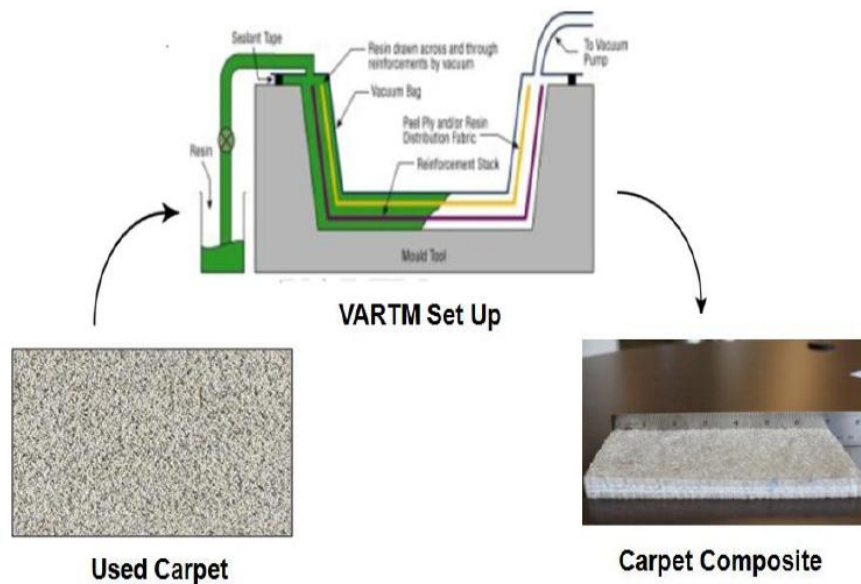 Sealant Tape
Resin drawn across and through
reinforcements by vacuum
To Vacuum
Pump
Vacuum Bag
Peel Ply and/or Resin
Distribution Fabric
Resin
Reinforcement Stack
Mould Tool
VARTM Set Up
Used Carpet
Carpet Composite